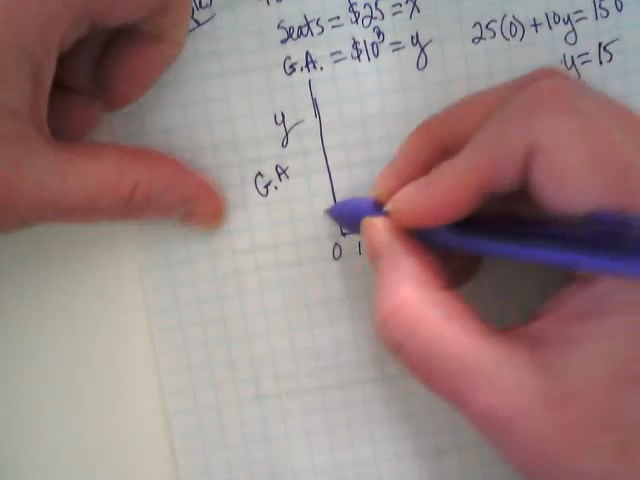 Seats = $25 = x
25(0) + 10y = 150
G.A. = $10 = y
y = 15
y
G.A
0 1